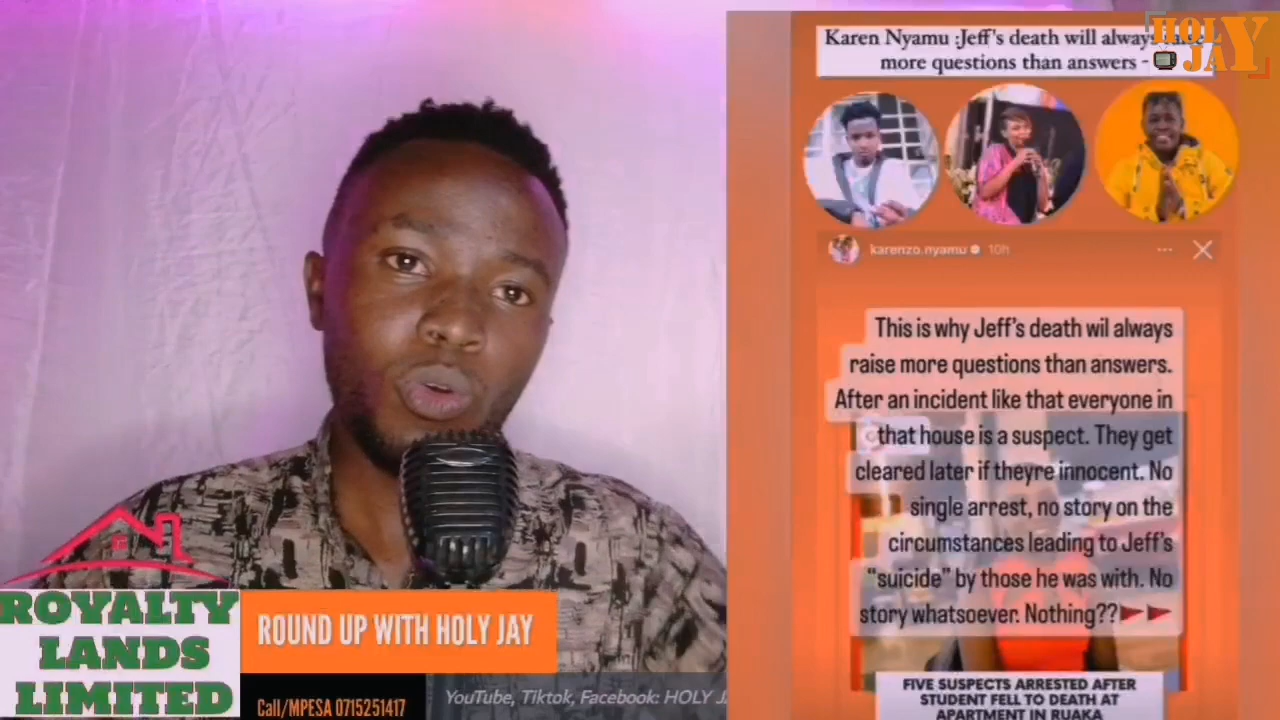 Karen Nyamu :Jeff's death will always raise
more questions than answers -
HOLY
JAY
karenzo.nyamu 10h
This is why Jeff's death wil always
raise more questions than answers.
After an incident like that everyone in
that house is a suspect. They get
cleared later if theyre innocent. No
single arrest, no story on the
circumstances leading to Jeff's
“suicide” by those he was with. No
story whatsoever. Nothing??
FIVE SUSPECTS ARRESTED AFTER
STUDENT FELL TO DEATH AT
APARTMENT IN RUAKA
ROYALTY
LANDS
LIMITED
ROUND UP WITH HOLY JAY
Call/MPESA 0715251417
YouTube, Tiktok, Facebook: HOLY J